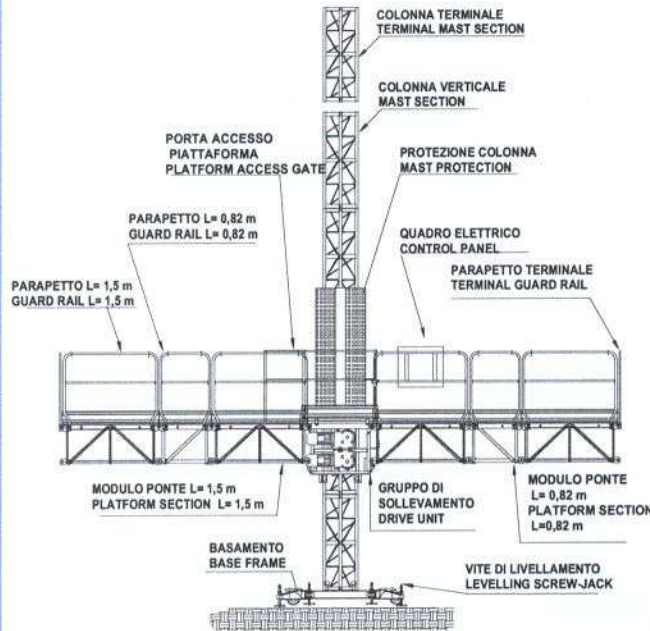 COLONNA TERMINALE
TERMINAL MAST SECTION
COLONNA VERTICALE
MAST SECTION
PORTA ACCESSO
PIATTAFORMA
PLATFORM ACCESS GATE
PROTEZIONE COLONNA
MAST PROTECTION
PARAPETTO L= 0,82 m
GUARD RAIL L= 0,82 m
QUADRO ELETTRICO
CONTROL PANEL
PARAPETTO TERMINALE
TERMINAL GUARD RAIL
PARAPETTO L= 1,5 m
GUARD RAIL L= 1,5 m
MODULO PONTE L= 1,5 m
PLATFORM SECTION L= 1,5 m
GRUPPO DI
SOLLEVAMENTO
DRIVE UNIT
MODULO PONTE
L= 0,82 m
PLATFORM SECTION
L=0,82 m
BASAMENTO
BASE FRAME
VITE DI LIVELLAMENTO
LEVELLING SCREW-JACK